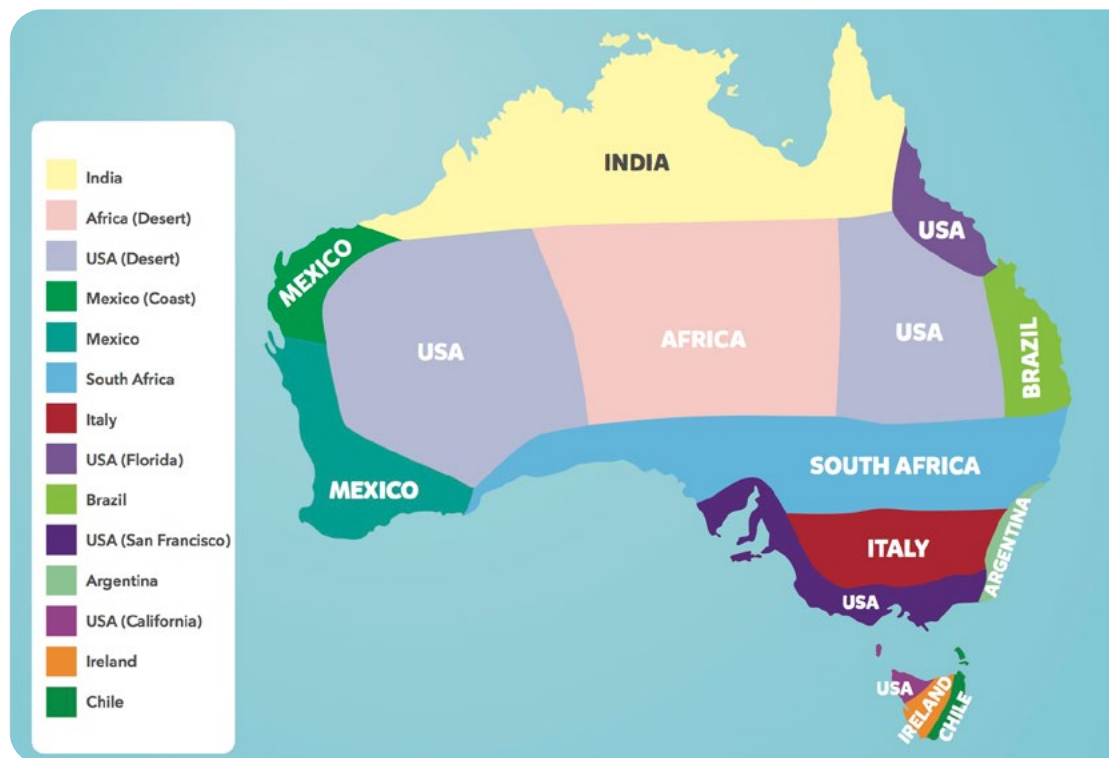 India
Africa (Desert)
USA (Desert)
Mexico (Coast)
Mexico
South Africa
Italy
USA (Florida)
Brazil
USA (San Francisco)
Argentina
USA (California)
Ireland
Chile
INDIA
MEXICO
USA
USA
AFRICA
USA
BRAZIL
MEXICO
SOUTH AFRICA
ITALY
ARGENTINA
USA
USA
IRELAND
CHILE